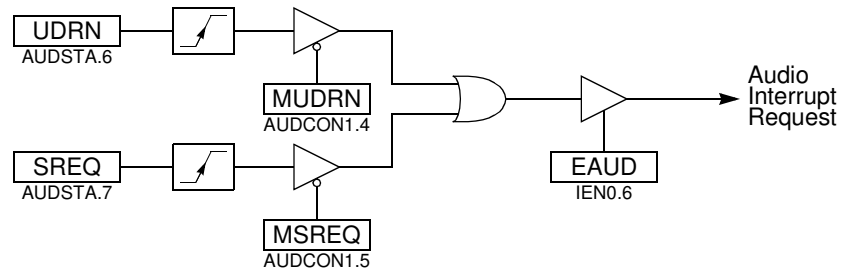 UDRN
AUDSTA.6
MUDRN
AUDCON1.4
Audio
Interrupt
Request
SREQ
AUDSTA.7
EAUD
IEN0.6
MSREQ
AUDCON1.5